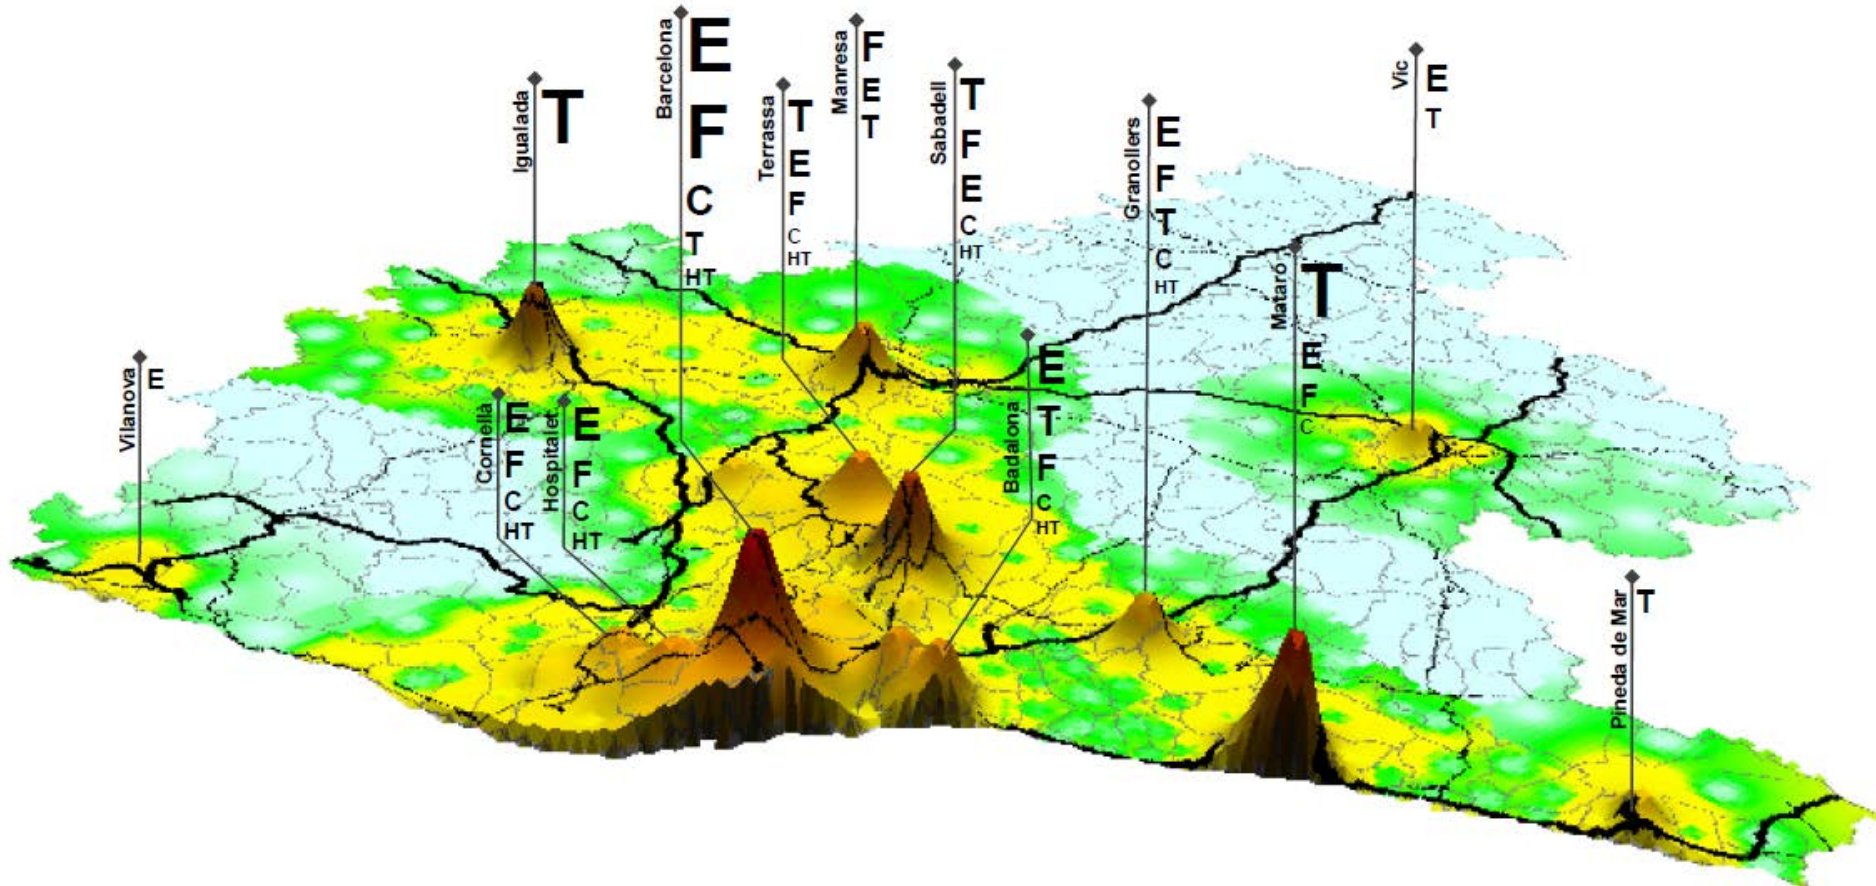 Igualada
T
Barcelona
E
F
C
T
HT
Terrassa
T
E
F
C
HT
Manresa
F
E
T
Sabadell
T
F
E
C
HT
Granollers
E
F
T
C
HT
Vic
E
T
Mataró
T
E
F
C
Vilanova
E
Cornella
E
F
C
HT
Hospitalet
E
F
C
HT
Badalona
E
T
F
C
HT
Pineda de Mar
T